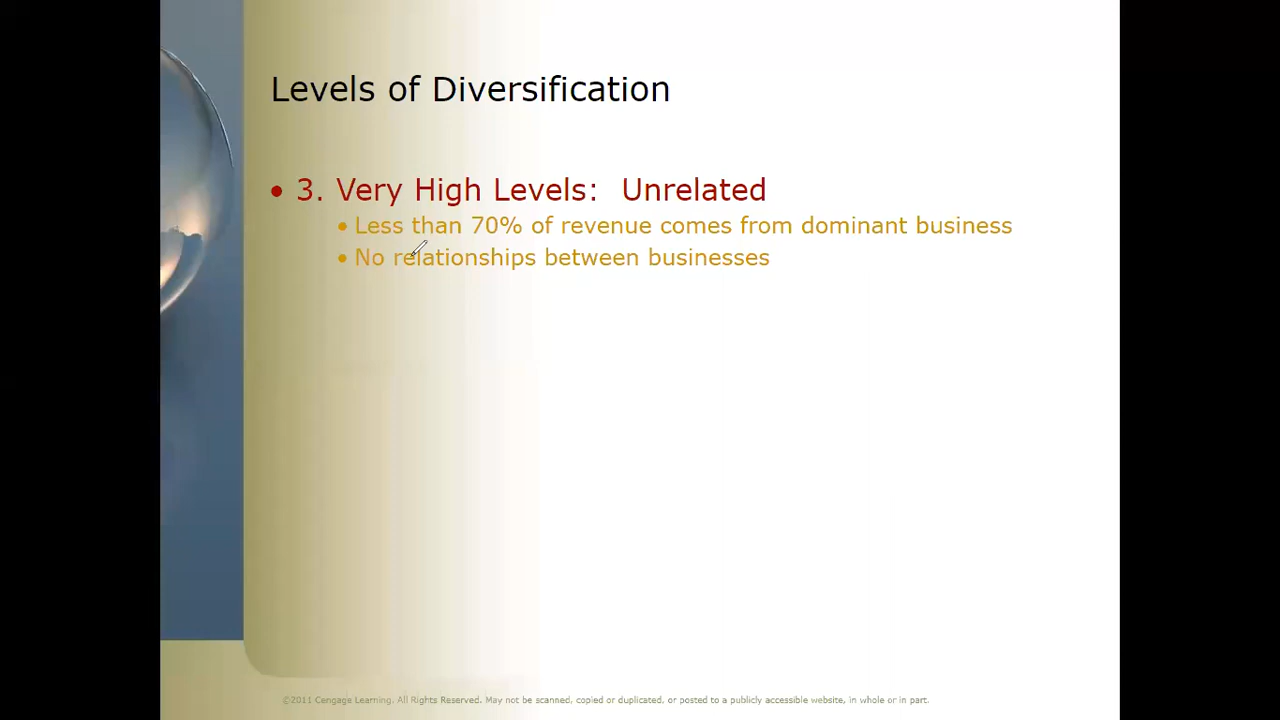 Levels of Diversification
• 3. Very High Levels: Unrelated
• Less than 70% of revenue comes from dominant business
• No relationships between businesses
©2011 Cengage Learning. All Rights Reserved. May not be scanned, copied or duplicated, or posted to a publicly accessible website, in whole or in part.